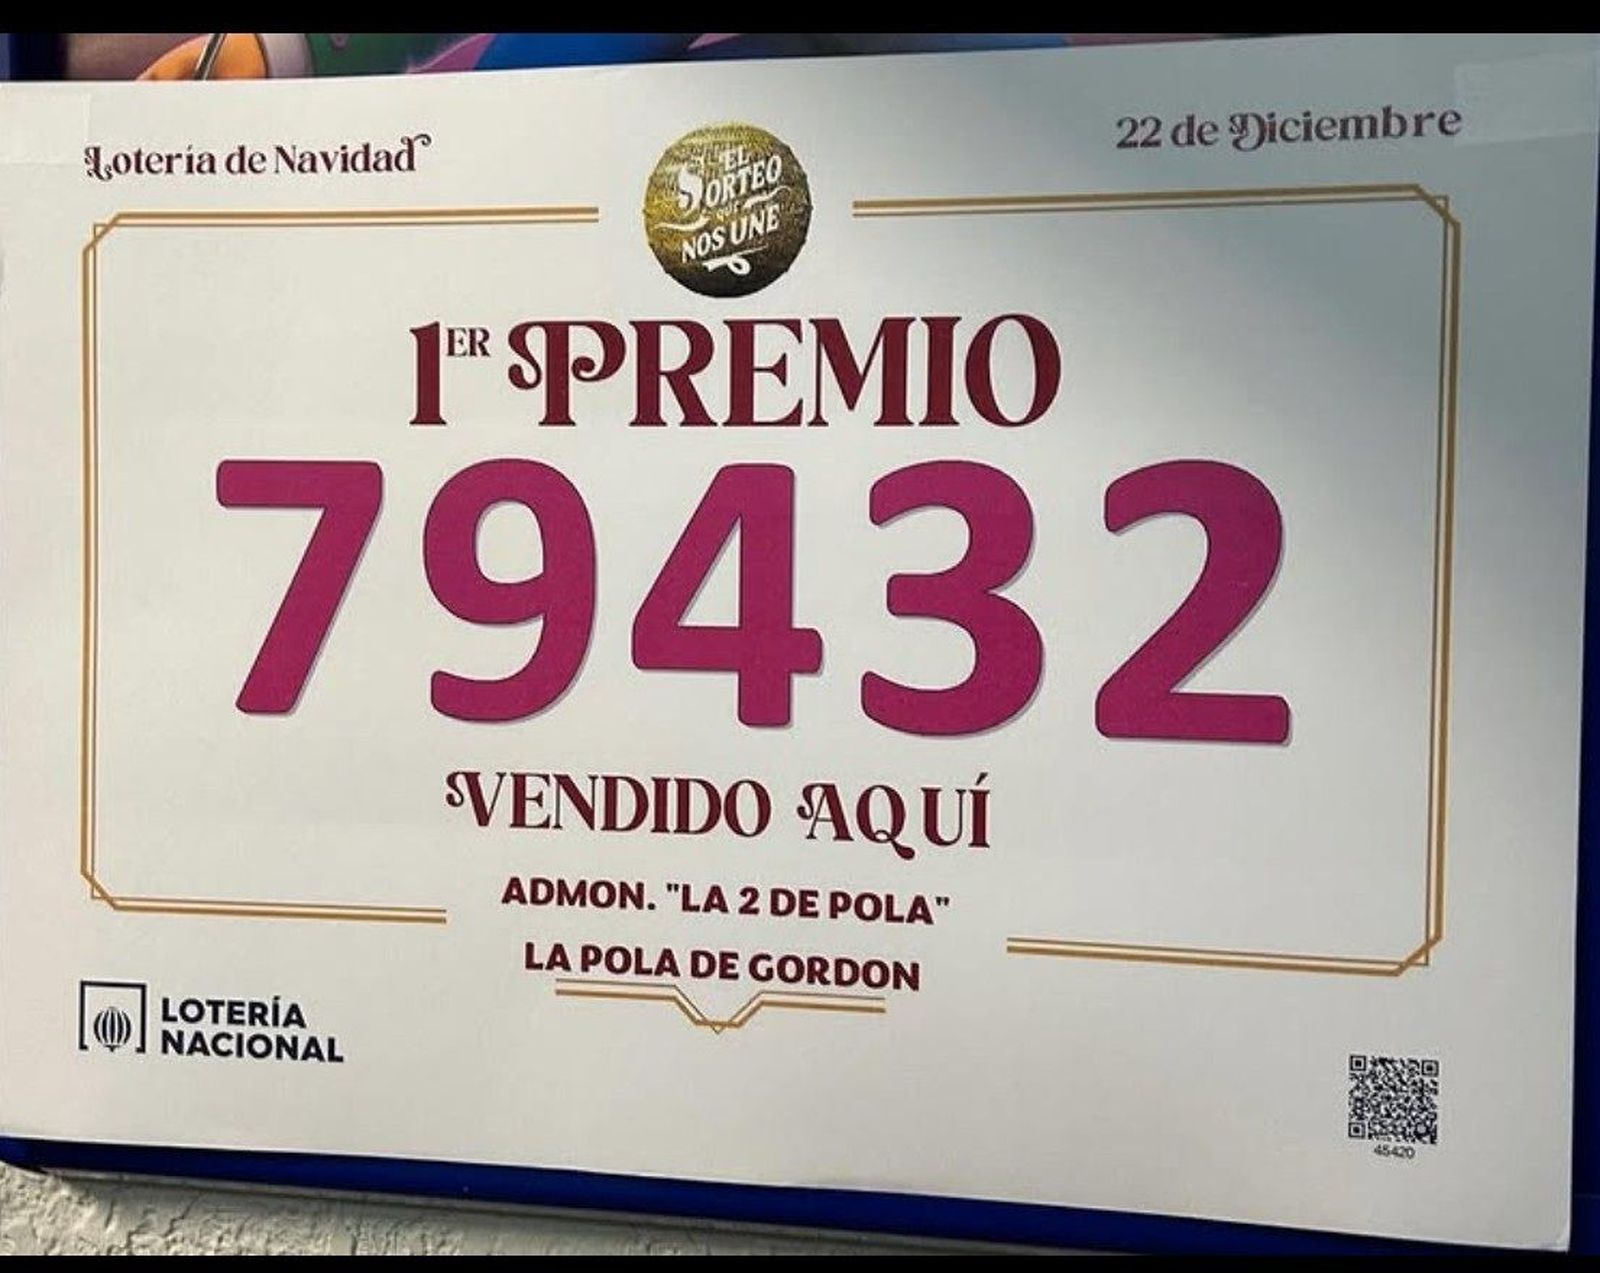 Lotería de Navidad
22 de Diciembre
EL
SORTEO
QUE
NOS UNE
1ER PREMIO
79432
VENDIDO AQUÍ
ADMON. "LA 2 DE POLA"
LA POLA DE GORDON
LOTERÍA
NACIONAL
45420